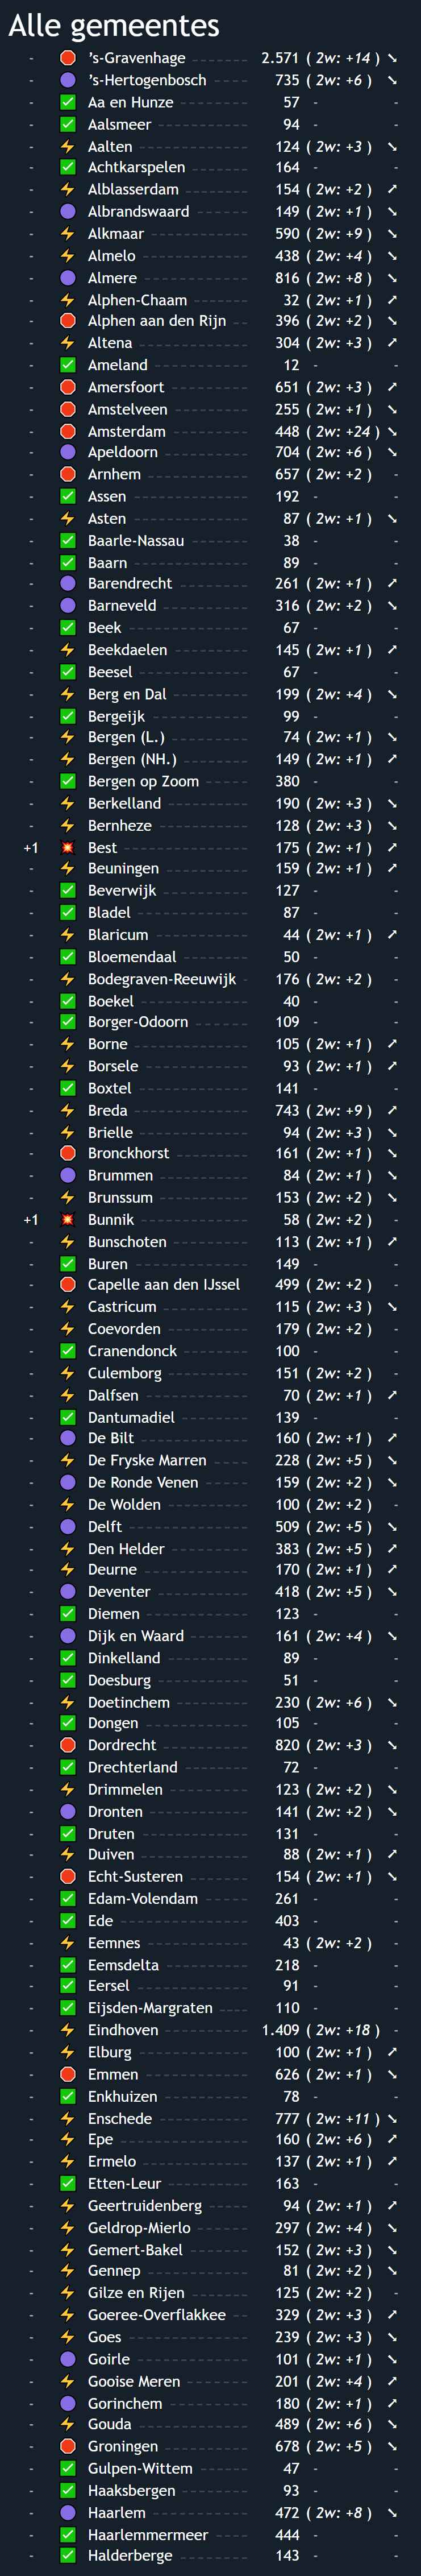 Alle gemeentes
- 's-Gravenhage 2.571 ( 2w: +14 ) ➘
- 's-Hertogenbosch 735 ( 2w: +6 ) ➘
- Aa en Hunze 57 - -
- Aalsmeer 94 - -
- Aalten 124 ( 2w: +3 ) ➘
- Achtkarspelen 164 - -
- Alblasserdam 154 ( 2w: +2 ) ➚
- Albrandswaard 149 ( 2w: +1 ) ➘
- Alkmaar 590 ( 2w: +9 ) ➘
- Almelo 438 ( 2w: +4 ) ➘
- Almere 816 ( 2w: +8 ) ➘
- Alphen-Chaam 32 ( 2w: +1 ) ➚
- Alphen aan den Rijn 396 ( 2w: +2 ) ➘
- Altena 304 ( 2w: +3 ) ➚
- Ameland 12 - -
- Amersfoort 651 ( 2w: +3 ) ➚
- Amstelveen 255 ( 2w: +1 ) ➘
- Amsterdam 448 ( 2w: +24 ) ➘
- Apeldoorn 704 ( 2w: +6 ) ➘
- Arnhem 657 ( 2w: +2 ) -
- Assen 192 - -
- Asten 87 ( 2w: +1 ) ➘
- Baarle-Nassau 38 - -
- Baarn 89 - -
- Barendrecht 261 ( 2w: +1 ) ➚
- Barneveld 316 ( 2w: +2 ) ➘
- Beek 67 - -
- Beekdaelen 145 ( 2w: +1 ) ➚
- Beesel 67 - -
- Berg en Dal 199 ( 2w: +4 ) ➘
- Bergeijk 99 - -
- Bergen (L.) 74 ( 2w: +1 ) ➘
- Bergen (NH.) 149 ( 2w: +1 ) ➚
- Bergen op Zoom 380 - -
- Berkelland 190 ( 2w: +3 ) ➘
- Bernheze 128 ( 2w: +3 ) ➘
+1 Best 175 ( 2w: +1 ) ➚
- Beuningen 159 ( 2w: +1 ) ➚
- Beverwijk 127 - -
- Bladel 87 - -
- Blaricum 44 ( 2w: +1 ) ➚
- Bloemendaal 50 - -
- Bodegraven-Reeuwijk 176 ( 2w: +2 ) -
- Boekel 40 - -
- Borger-Odoorn 109 - -
- Borne 105 ( 2w: +1 ) ➚
- Borsele 93 ( 2w: +1 ) ➚
- Boxtel 141 - -
- Breda 743 ( 2w: +9 ) ➚
- Brielle 94 ( 2w: +3 ) ➘
- Bronckhorst 161 ( 2w: +1 ) ➘
- Brummen 84 ( 2w: +1 ) ➘
- Brunssum 153 ( 2w: +2 ) ➘
+1 Bunnik 58 ( 2w: +2 ) -
- Bunschoten 113 ( 2w: +1 ) ➚
- Buren 149 - -
- Capelle aan den IJssel 499 ( 2w: +2 ) -
- Castricum 115 ( 2w: +3 ) ➘
- Coevorden 179 ( 2w: +2 ) -
- Cranendonck 100 - -
- Culemborg 151 ( 2w: +2 ) -
- Dalfsen 70 ( 2w: +1 ) ➚
- Dantumadiel 139 - -
- De Bilt 160 ( 2w: +1 ) ➚
- De Fryske Marren 228 ( 2w: +5 ) ➘
- De Ronde Venen 159 ( 2w: +2 ) ➘
- De Wolden 100 ( 2w: +2 ) -
- Delft 509 ( 2w: +5 ) ➘
- Den Helder 383 ( 2w: +5 ) ➚
- Deurne 170 ( 2w: +1 ) ➚
- Deventer 418 ( 2w: +5 ) ➘
- Diemen 123 - -
- Dijk en Waard 161 ( 2w: +4 ) ➘
- Dinkelland 89 - -
- Doesburg 51 - -
- Doetinchem 230 ( 2w: +6 ) ➘
- Dongen 105 - -
- Dordrecht 820 ( 2w: +3 ) ➘
- Drechterland 72 - -
- Drimmelen 123 ( 2w: +2 ) ➘
- Dronten 141 ( 2w: +2 ) ➘
- Druten 131 - -
- Duiven 88 ( 2w: +1 ) ➚
- Echt-Susteren 154 ( 2w: +1 ) ➘
- Edam-Volendam 261 - -
- Ede 403 - -
- Eemnes 43 ( 2w: +2 ) -
- Eemsdelta 218 - -
- Eersel 91 - -
- Eijsden-Margraten 110 - -
- Eindhoven 1.409 ( 2w: +18 ) -
- Elburg 100 ( 2w: +1 ) ➚
- Emmen 626 ( 2w: +1 ) ➘
- Enkhuizen 78 - -
- Enschede 777 ( 2w: +11 ) ➘
- Epe 160 ( 2w: +6 ) ➚
- Ermelo 137 ( 2w: +1 ) ➚
- Etten-Leur 163 - -
- Geertruidenberg 94 ( 2w: +1 ) ➚
- Geldrop-Mierlo 297 ( 2w: +4 ) ➘
- Gemert-Bakel 152 ( 2w: +3 ) ➘
- Gennep 81 ( 2w: +2 ) ➘
- Gilze en Rijen 125 ( 2w: +2 ) -
- Goeree-Overflakkee 329 ( 2w: +3 ) ➚
- Goes 239 ( 2w: +3 ) ➘
- Goirle 101 ( 2w: +1 ) ➘
- Gooise Meren 201 ( 2w: +4 ) ➚
- Gorinchem 180 ( 2w: +1 ) ➚
- Gouda 489 ( 2w: +6 ) ➘
- Groningen 678 ( 2w: +5 ) ➘
- Gulpen-Wittem 47 - -
- Haaksbergen 93 - -
- Haarlem 472 ( 2w: +8 ) ➘
- Haarlemmermeer 444 - -
- Halderberge 143 - -